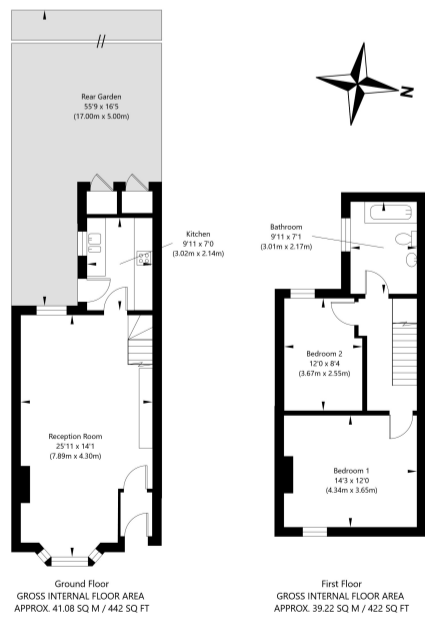 Rear Garden
55'9 x 16'5
(17.00m x 5.00m)
N
Kitchen
9'11 x 7'0
(3.02m x 2.14m)
Bathroom
9'11 x 7'1
(3.01m x 2.17m)
Bedroom 2
12'0 x 8'4
(3.67m x 2.55m)
Reception Room
25'11 x 14'1
(7.89m x 4.30m)
Bedroom 1
14'3 x 12'0
(4.34m x 3.65m)
Ground Floor
GROSS INTERNAL FLOOR AREA
APPROX. 41.08 SQ M / 442 SQ FT
First Floor
GROSS INTERNAL FLOOR AREA
APPROX. 39.22 SQ M / 422 SQ FT